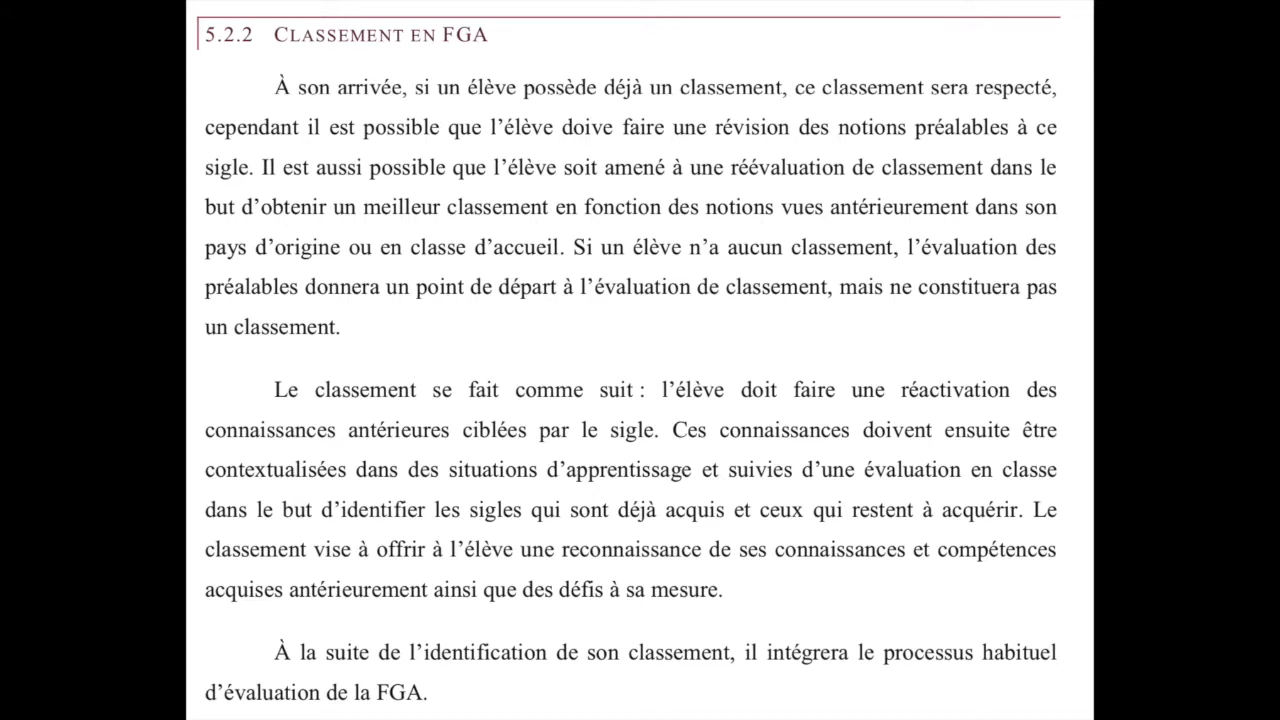 5.2.2 CLASSEMENT EN FGA
À son arrivée, si un élève possède déjà un classement, ce classement sera respecté,
cependant il est possible que l’élève doive faire une révision des notions préalables à ce
sigle. Il est aussi possible que l’élève soit amené à une réévaluation de classement dans le
but d’obtenir un meilleur classement en fonction des notions vues antérieurement dans son
pays d’origine ou en classe d’accueil. Si un élève n’a aucun classement, l’évaluation des
préalables donnera un point de départ à l’évaluation de classement, mais ne constituera pas
un classement.
Le classement se fait comme suit : l’élève doit faire une réactivation des
connaissances antérieures ciblées par le sigle. Ces connaissances doivent ensuite être
contextualisées dans des situations d’apprentissage et suivies d’une évaluation en classe
dans le but d’identifier les sigles qui sont déjà acquis et ceux qui restent à acquérir. Le
classement vise à offrir à l’élève une reconnaissance de ses connaissances et compétences
acquises antérieurement ainsi que des défis à sa mesure.
À la suite de l’identification de son classement, il intégrera le processus habituel
d’évaluation de la FGA.